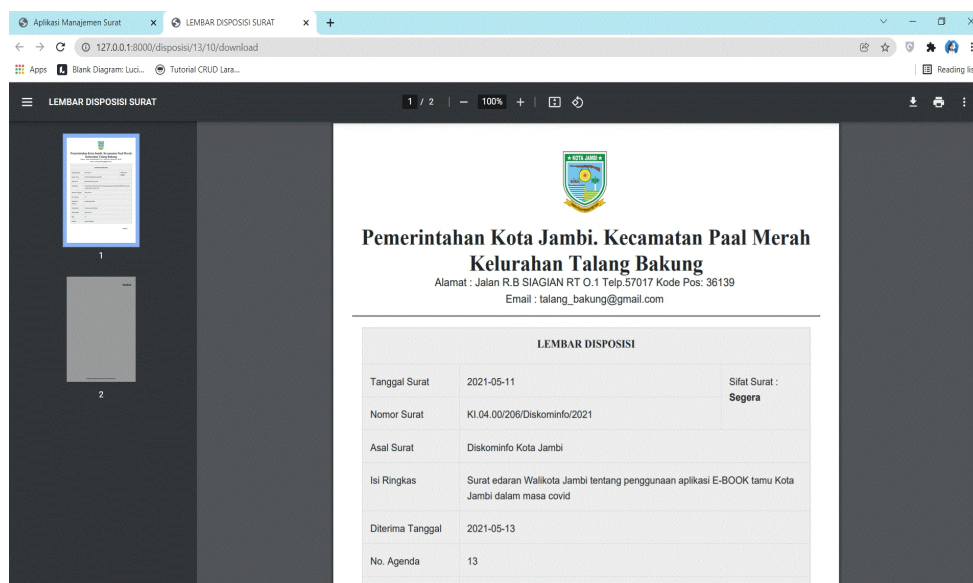 Aplikasi Manajemen Surat
LEMBAR DISPOSISI SURAT
127.0.0.1:8000/disposisi/13/10/download
Apps
Blank Diagram: Luci...
Tutorial CRUD Lara...
Reading lis
LEMBAR DISPOSISI SURAT
1 / 2
100%
1
2
KOTA JAMBI
Pemerintahan Kota Jambi. Kecamatan Paal Merah
Kelurahan Talang Bakung
Alamat : Jalan R.B SIAGIAN RT O.1 Telp.57017 Kode Pos: 36139
Email : talang_bakung@gmail.com
LEMBAR DISPOSISI
Tanggal Surat 2021-05-11 Sifat Surat :
Segera
Nomor Surat KI.04.00/206/Diskominfo/2021
Asal Surat Diskominfo Kota Jambi
Isi Ringkas Surat edaran Walikota Jambi tentang penggunaan aplikasi E-BOOK tamu Kota
Jambi dalam masa covid
Diterima Tanggal 2021-05-13
No. Agenda 13